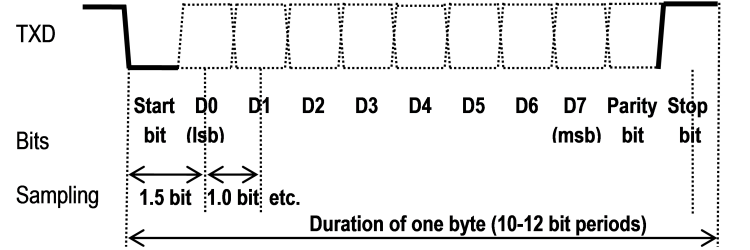 TXD
Start D0 D1 D2 D3 D4 D5 D6 D7 Parity Stop
Bits bit (lsb) (msb) bit bit
Sampling 1.5 bit 1.0 bit etc.
Duration of one byte (10-12 bit periods)